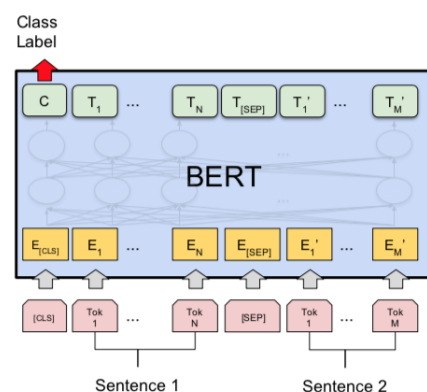 Class
Label
C T1 ... TN T[SEP] T1' ... TM'
...
BERT
...
E[CLS] E1 ... EN E[SEP] E1' ... EM'
[CLS] Tok 1 ... Tok N [SEP] Tok 1 ... Tok M
Sentence 1 Sentence 2